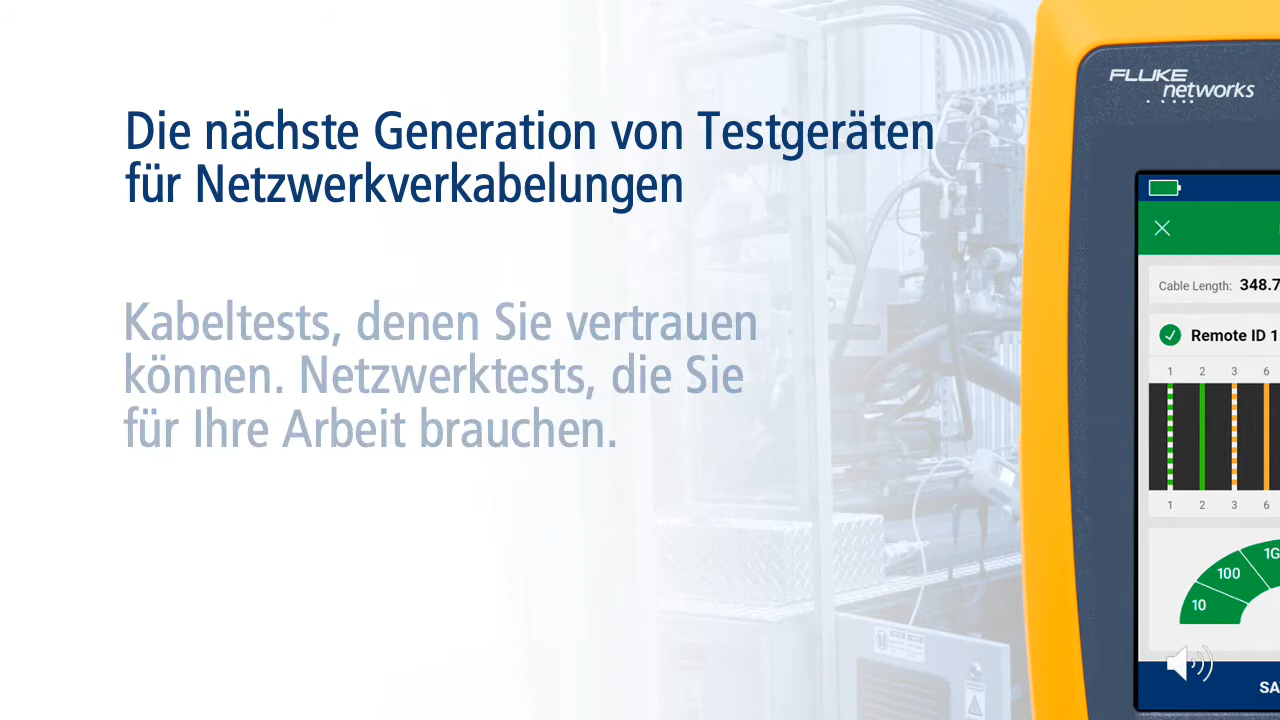 Die nächste Generation von Testgeräten
für Netzwerkverkabelungen
Kabeltests, denen Sie vertrauen
können. Netzwerktests, die Sie
für Ihre Arbeit brauchen.
FLUKE
networks
Cable Length: 348.7
Remote ID 1
1 2 3 6
1 2 3 6
1G
100
10